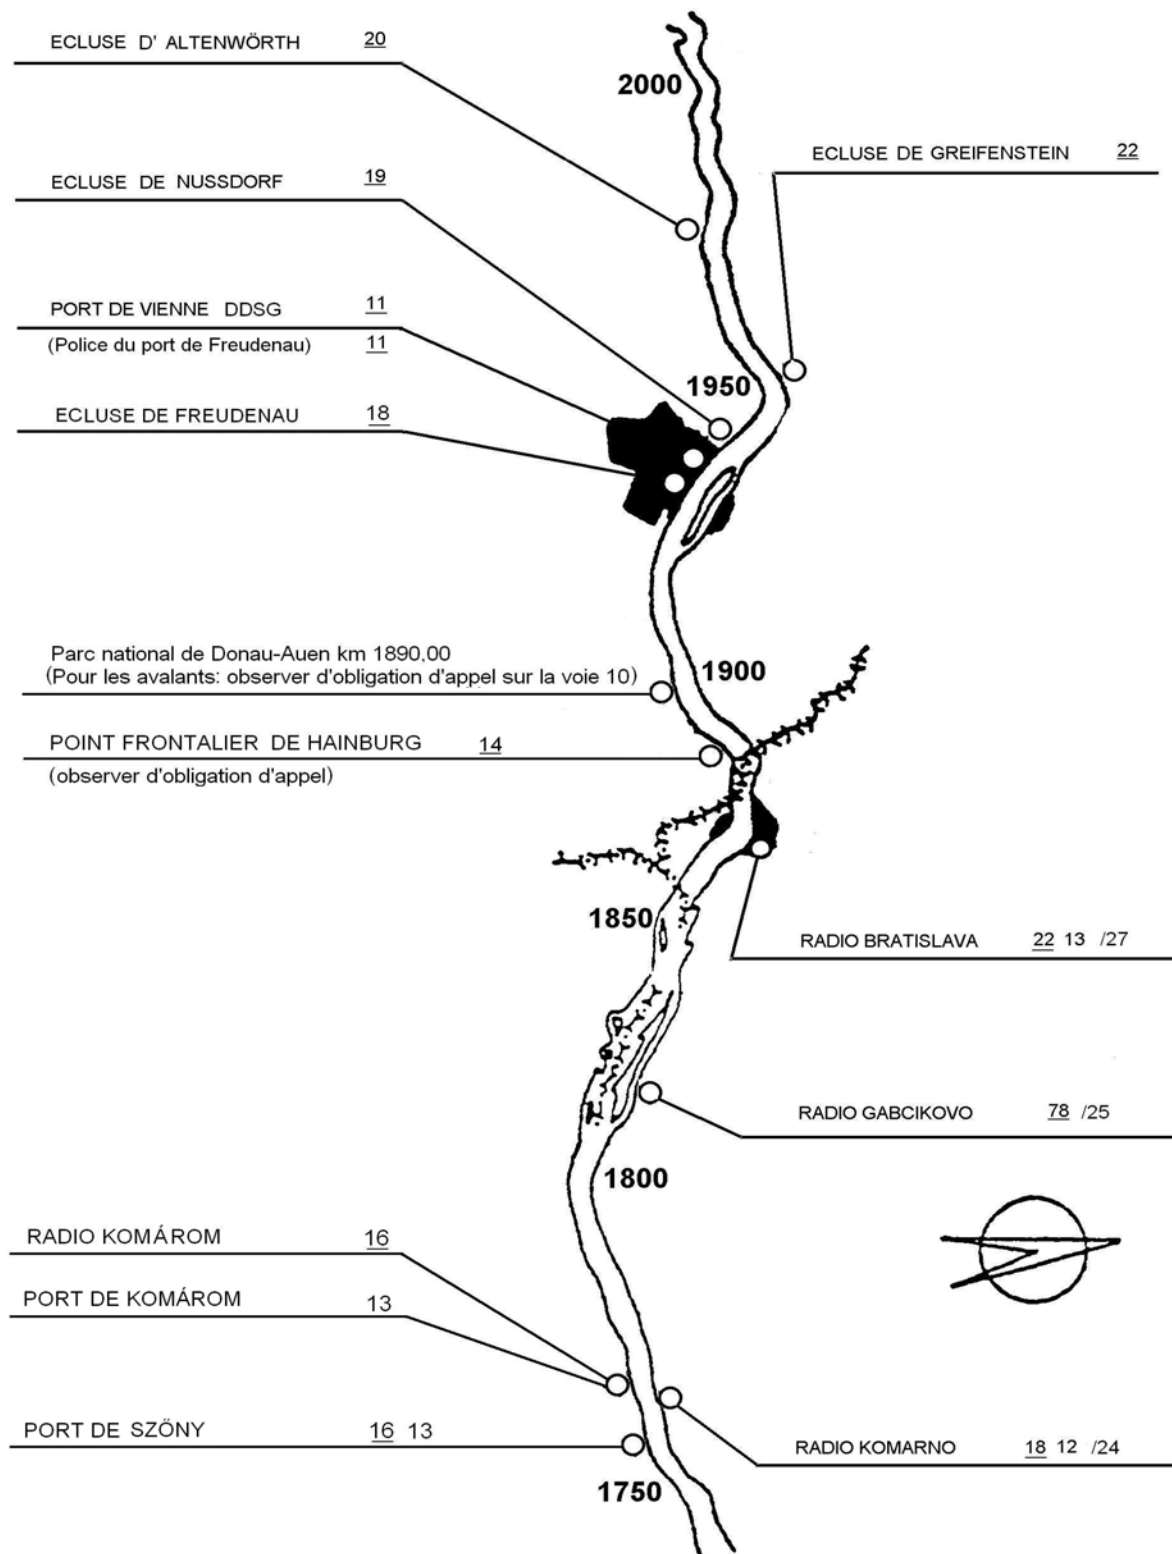 ECLUSE D' ALTENWÖRTH 20
2000
ECLUSE DE GREIFENSTEIN 22
ECLUSE DE NUSSDORF 19
PORT DE VIENNE DDSG 11
(Police du port de Freudenau) 11
1950
ECLUSE DE FREUDENAU 18
Parc national de Donau-Auen km 1890,00
(Pour les avalants: observer d'obligation d'appel sur la voie 10)
1900
POINT FRONTALIER DE HAINBURG 14
(observer d'obligation d'appel)
1850
RADIO BRATISLAVA 22 13 /27
RADIO GABCIKOVO 78 /25
1800
RADIO KOMÁROM 16
PORT DE KOMÁROM 13
PORT DE SZŐNY 16 13
RADIO KOMARNO 18 12 /24
1750